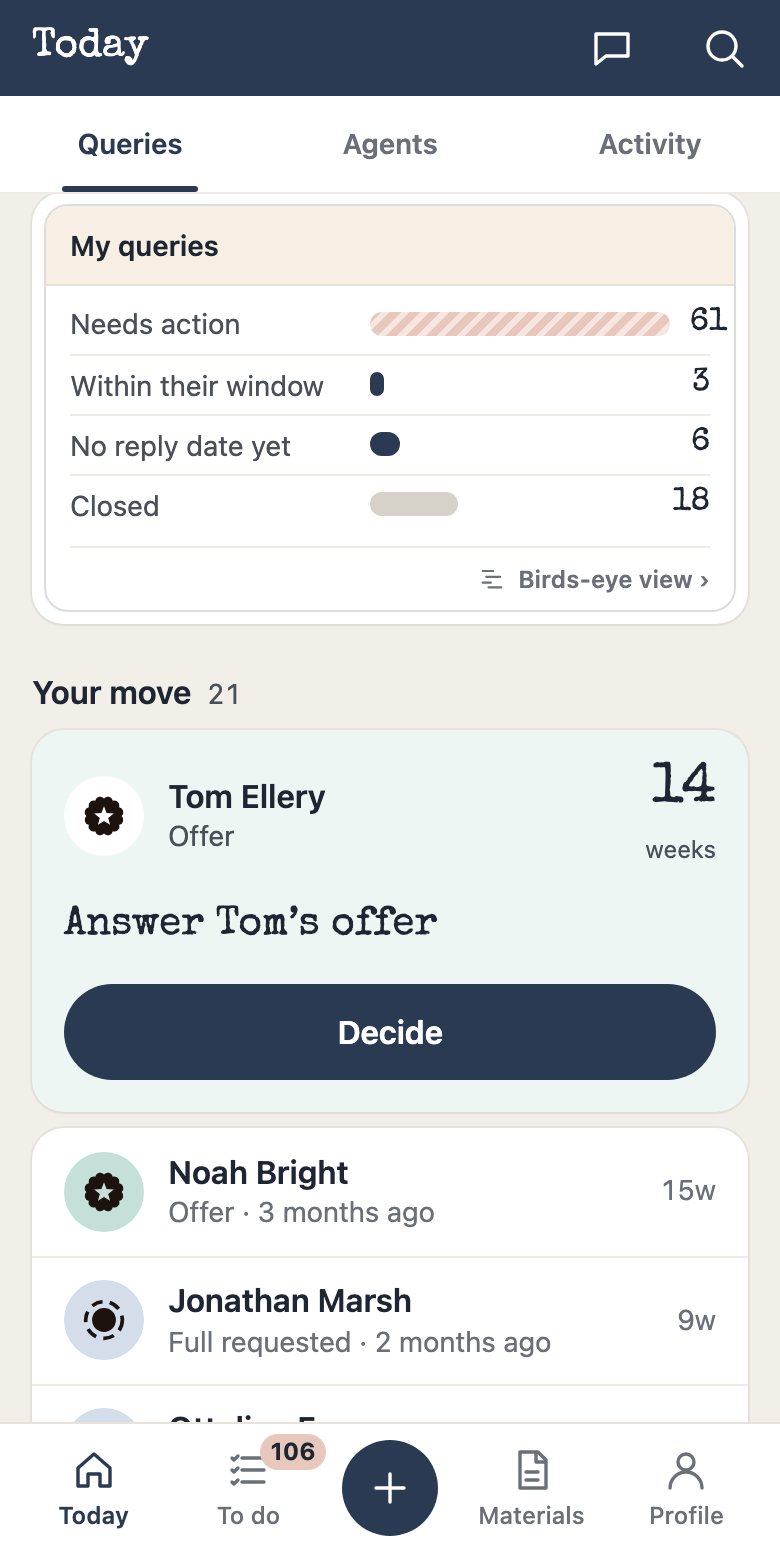 Today
Queries
Agents
Activity
My queries
Needs action 61
Within their window 3
No reply date yet 6
Closed 18
Birds-eye view ›
Your move 21
Tom Ellery
Offer
14
weeks
Answer Tom’s offer
Decide
Noah Bright
Offer · 3 months ago
15w
Jonathan Marsh
Full requested · 2 months ago
9w
106
Today
To do
Materials
Profile